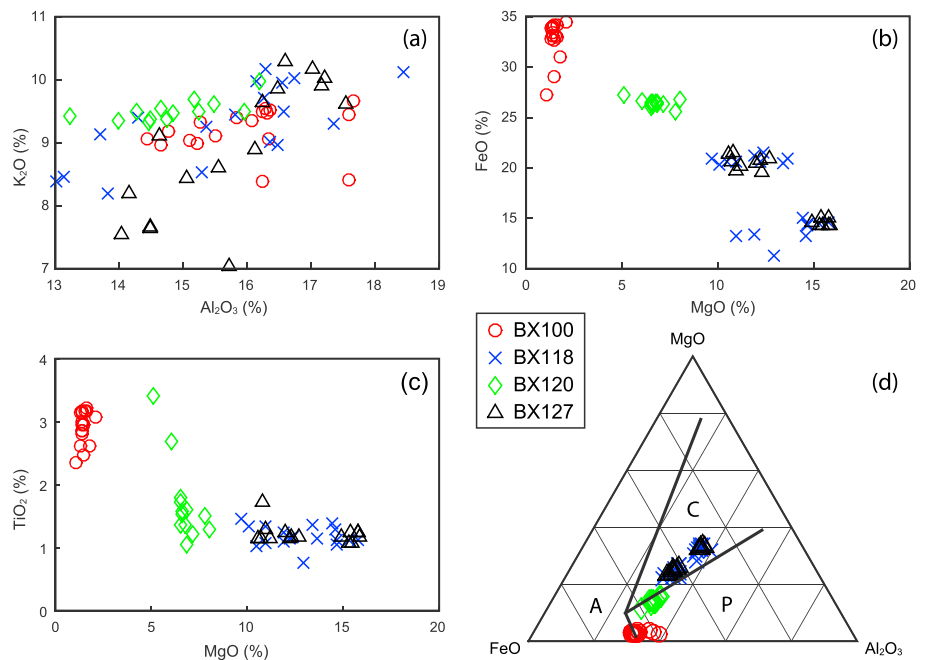 (a)
11
10
9
8
7
K₂O (%)
13 14 15 16 17 18 19
Al₂O₃ (%)
(b)
35
30
25
20
15
10
FeO (%)
0 5 10 15 20
MgO (%)
(c)
4
3
2
1
0
TiO₂ (%)
0 5 10 15 20
MgO (%)
BX100
BX118
BX120
BX127
(d)
MgO
C
A P
FeO Al₂O₃